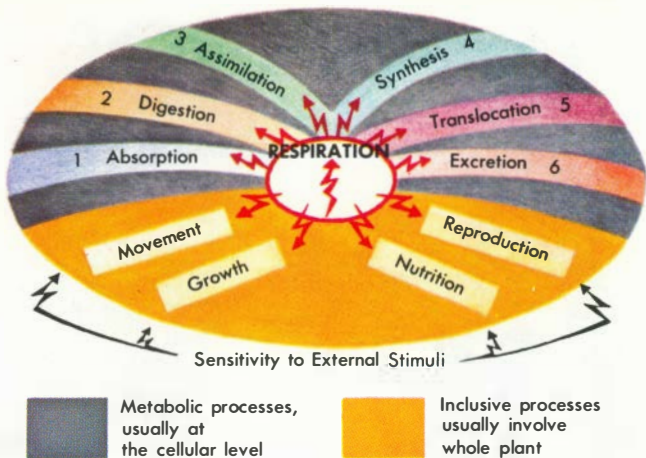 3 Assimilation
Synthesis 4
2 Digestion
Translocation 5
RESPIRATION
1 Absorption
Excretion 6
Movement
Reproduction
Growth
Nutrition
Sensitivity to External Stimuli
Metabolic processes,
usually at
the cellular level
Inclusive processes
usually involve
whole plant